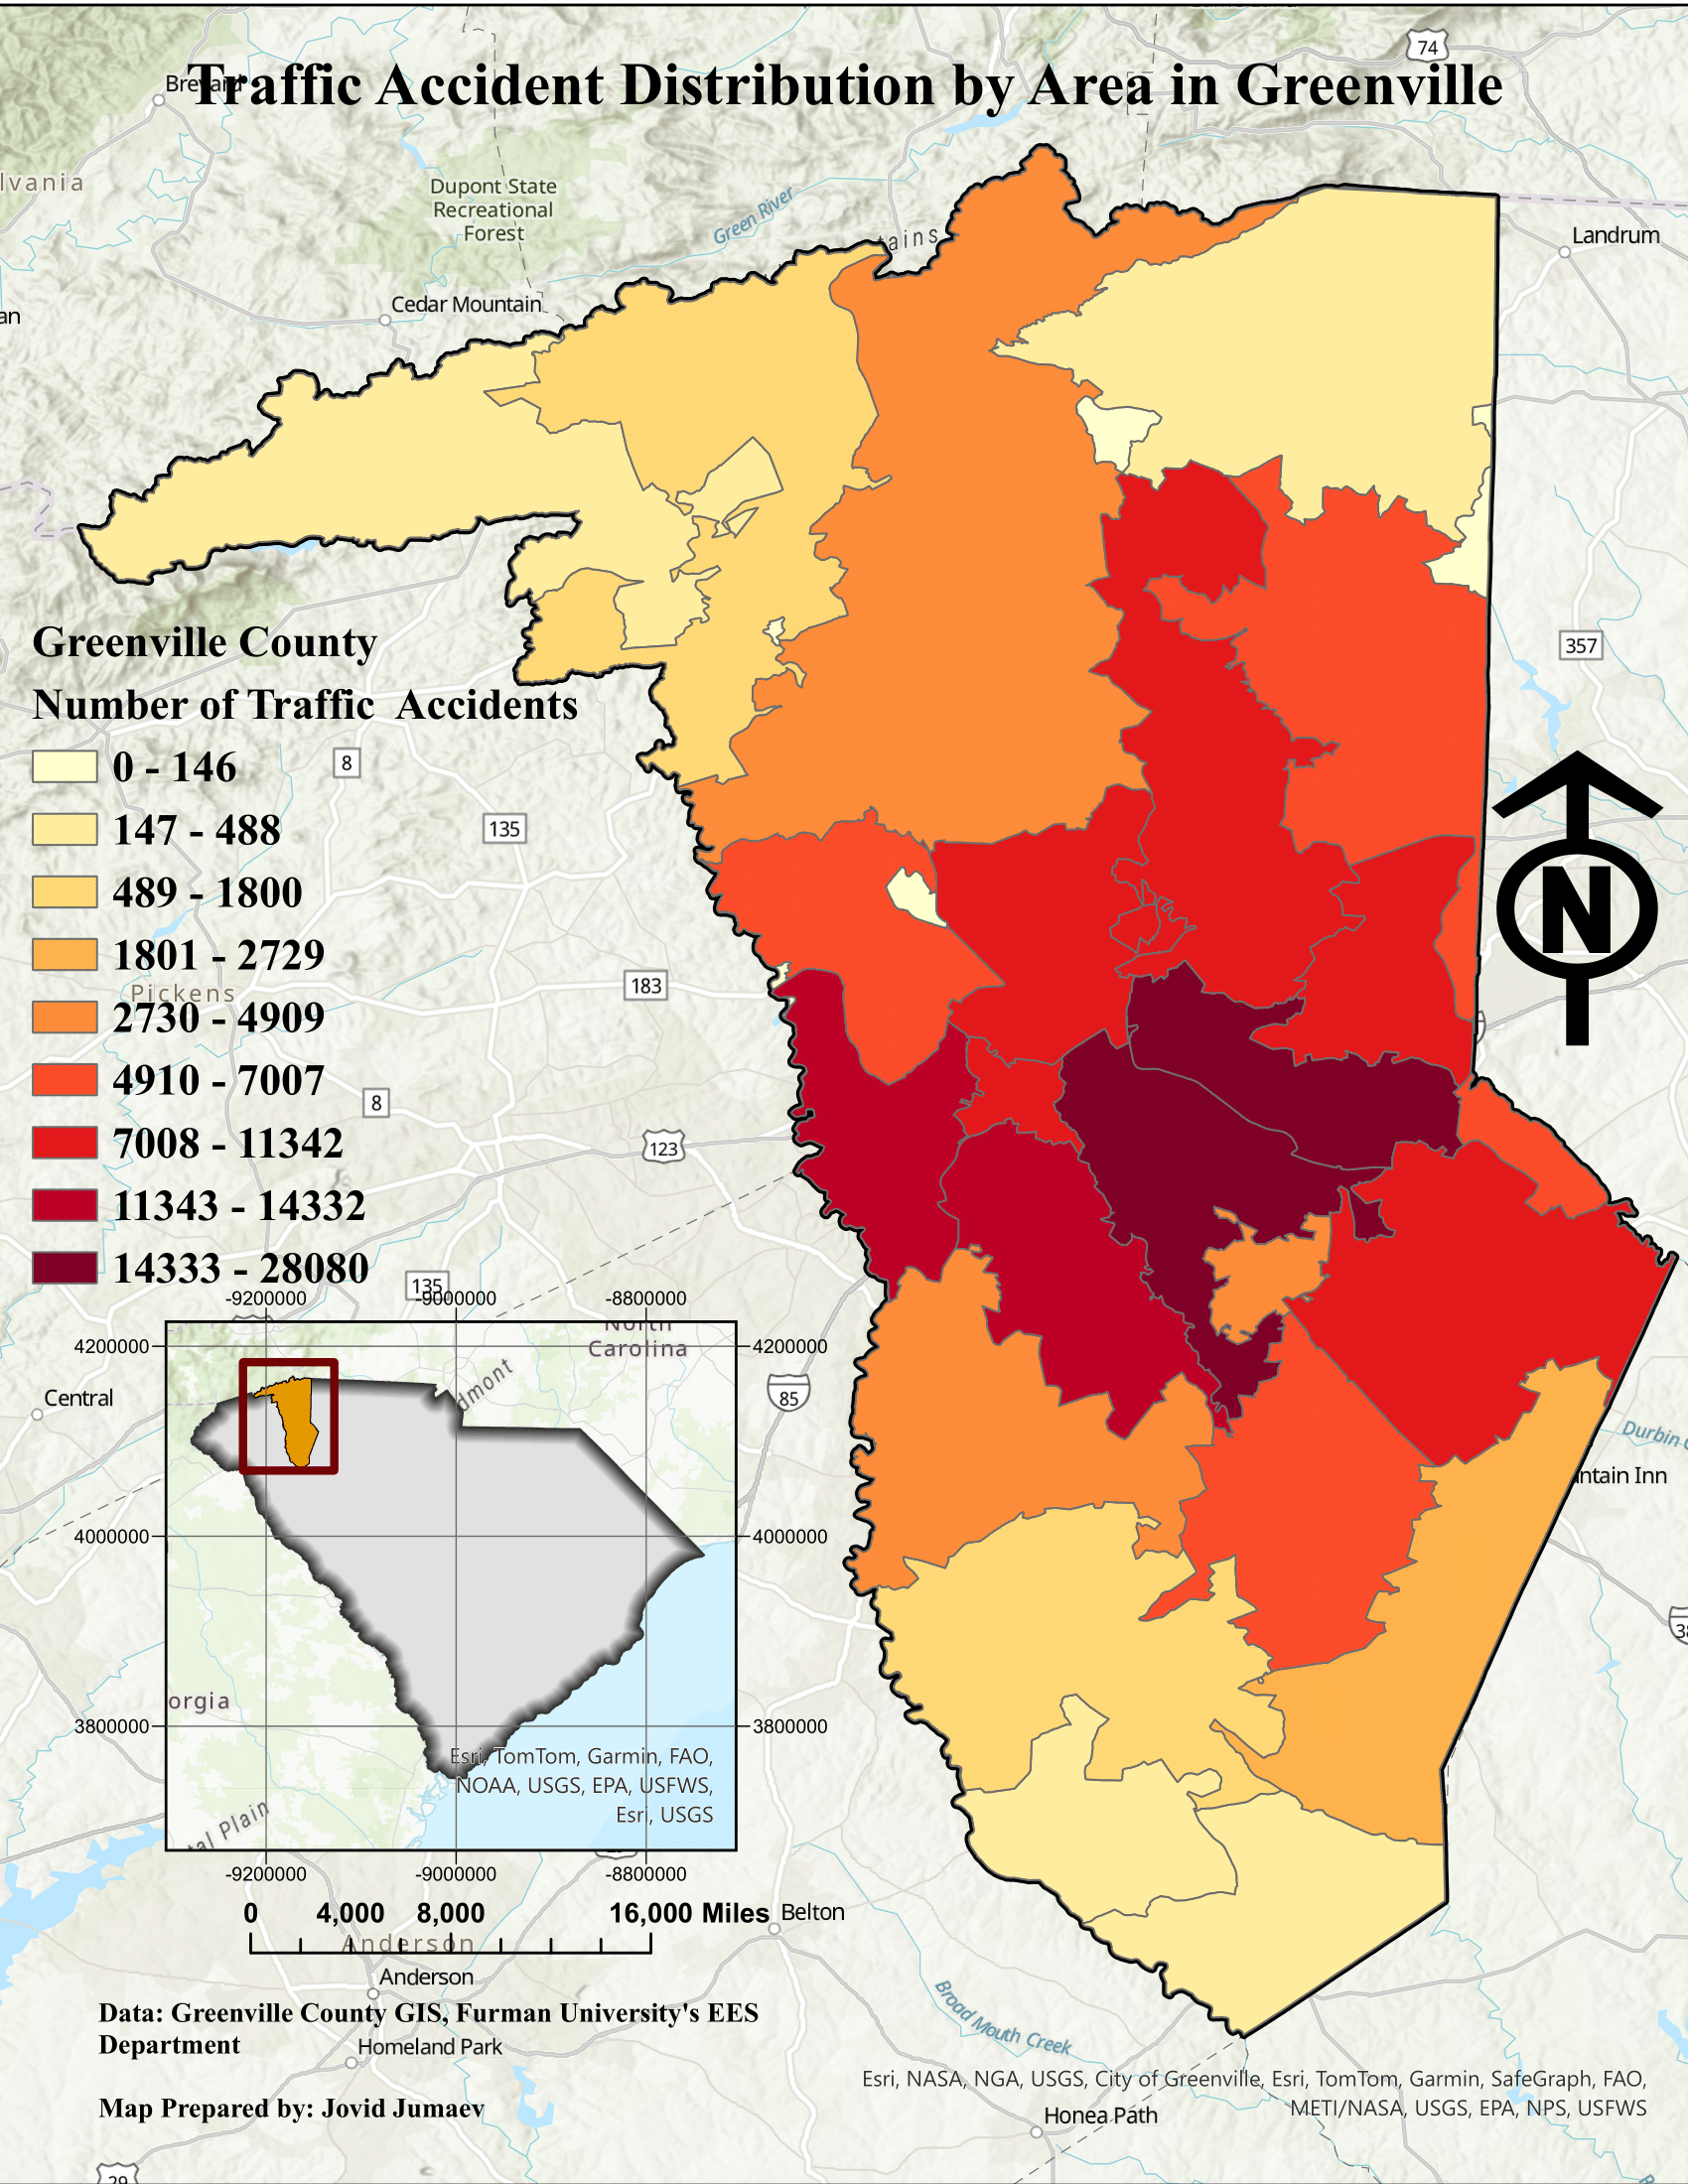 74
Traffic Accident Distribution by Area in Greenville
Brevard
lvania
Dupont State
Recreational
Forest
Green River
tains
Landrum
Cedar Mountain
an
Greenville County
357
Number of Traffic  Accidents
0 - 146
8
147 - 488
135
489 - 1800
N
1801 - 2729
Pickens
183
2730 - 4909
4910 - 7007
8
7008 - 11342
123
11343 - 14332
14333 - 28080
135
-9200000
-9000000
-8800000
North
Carolina
4200000
4200000
dmont
Central
85
Durbin
ntain Inn
4000000
4000000
38
orgia
3800000
3800000
Esri, TomTom, Garmin, FAO,
NOAA, USGS, EPA, USFWS,
Esri, USGS
tal Plain
-9200000
-9000000
-8800000
0 4,000 8,000 16,000 Miles
Belton
Anderson
Anderson
Data: Greenville County GIS, Furman University's EES
Department
Homeland Park
Broad Mouth Creek
Esri, NASA, NGA, USGS, City of Greenville, Esri, TomTom, Garmin, SafeGraph, FAO,
METI/NASA, USGS, EPA, NPS, USFWS
Map Prepared by: Jovid Jumaev
Honea Path
29